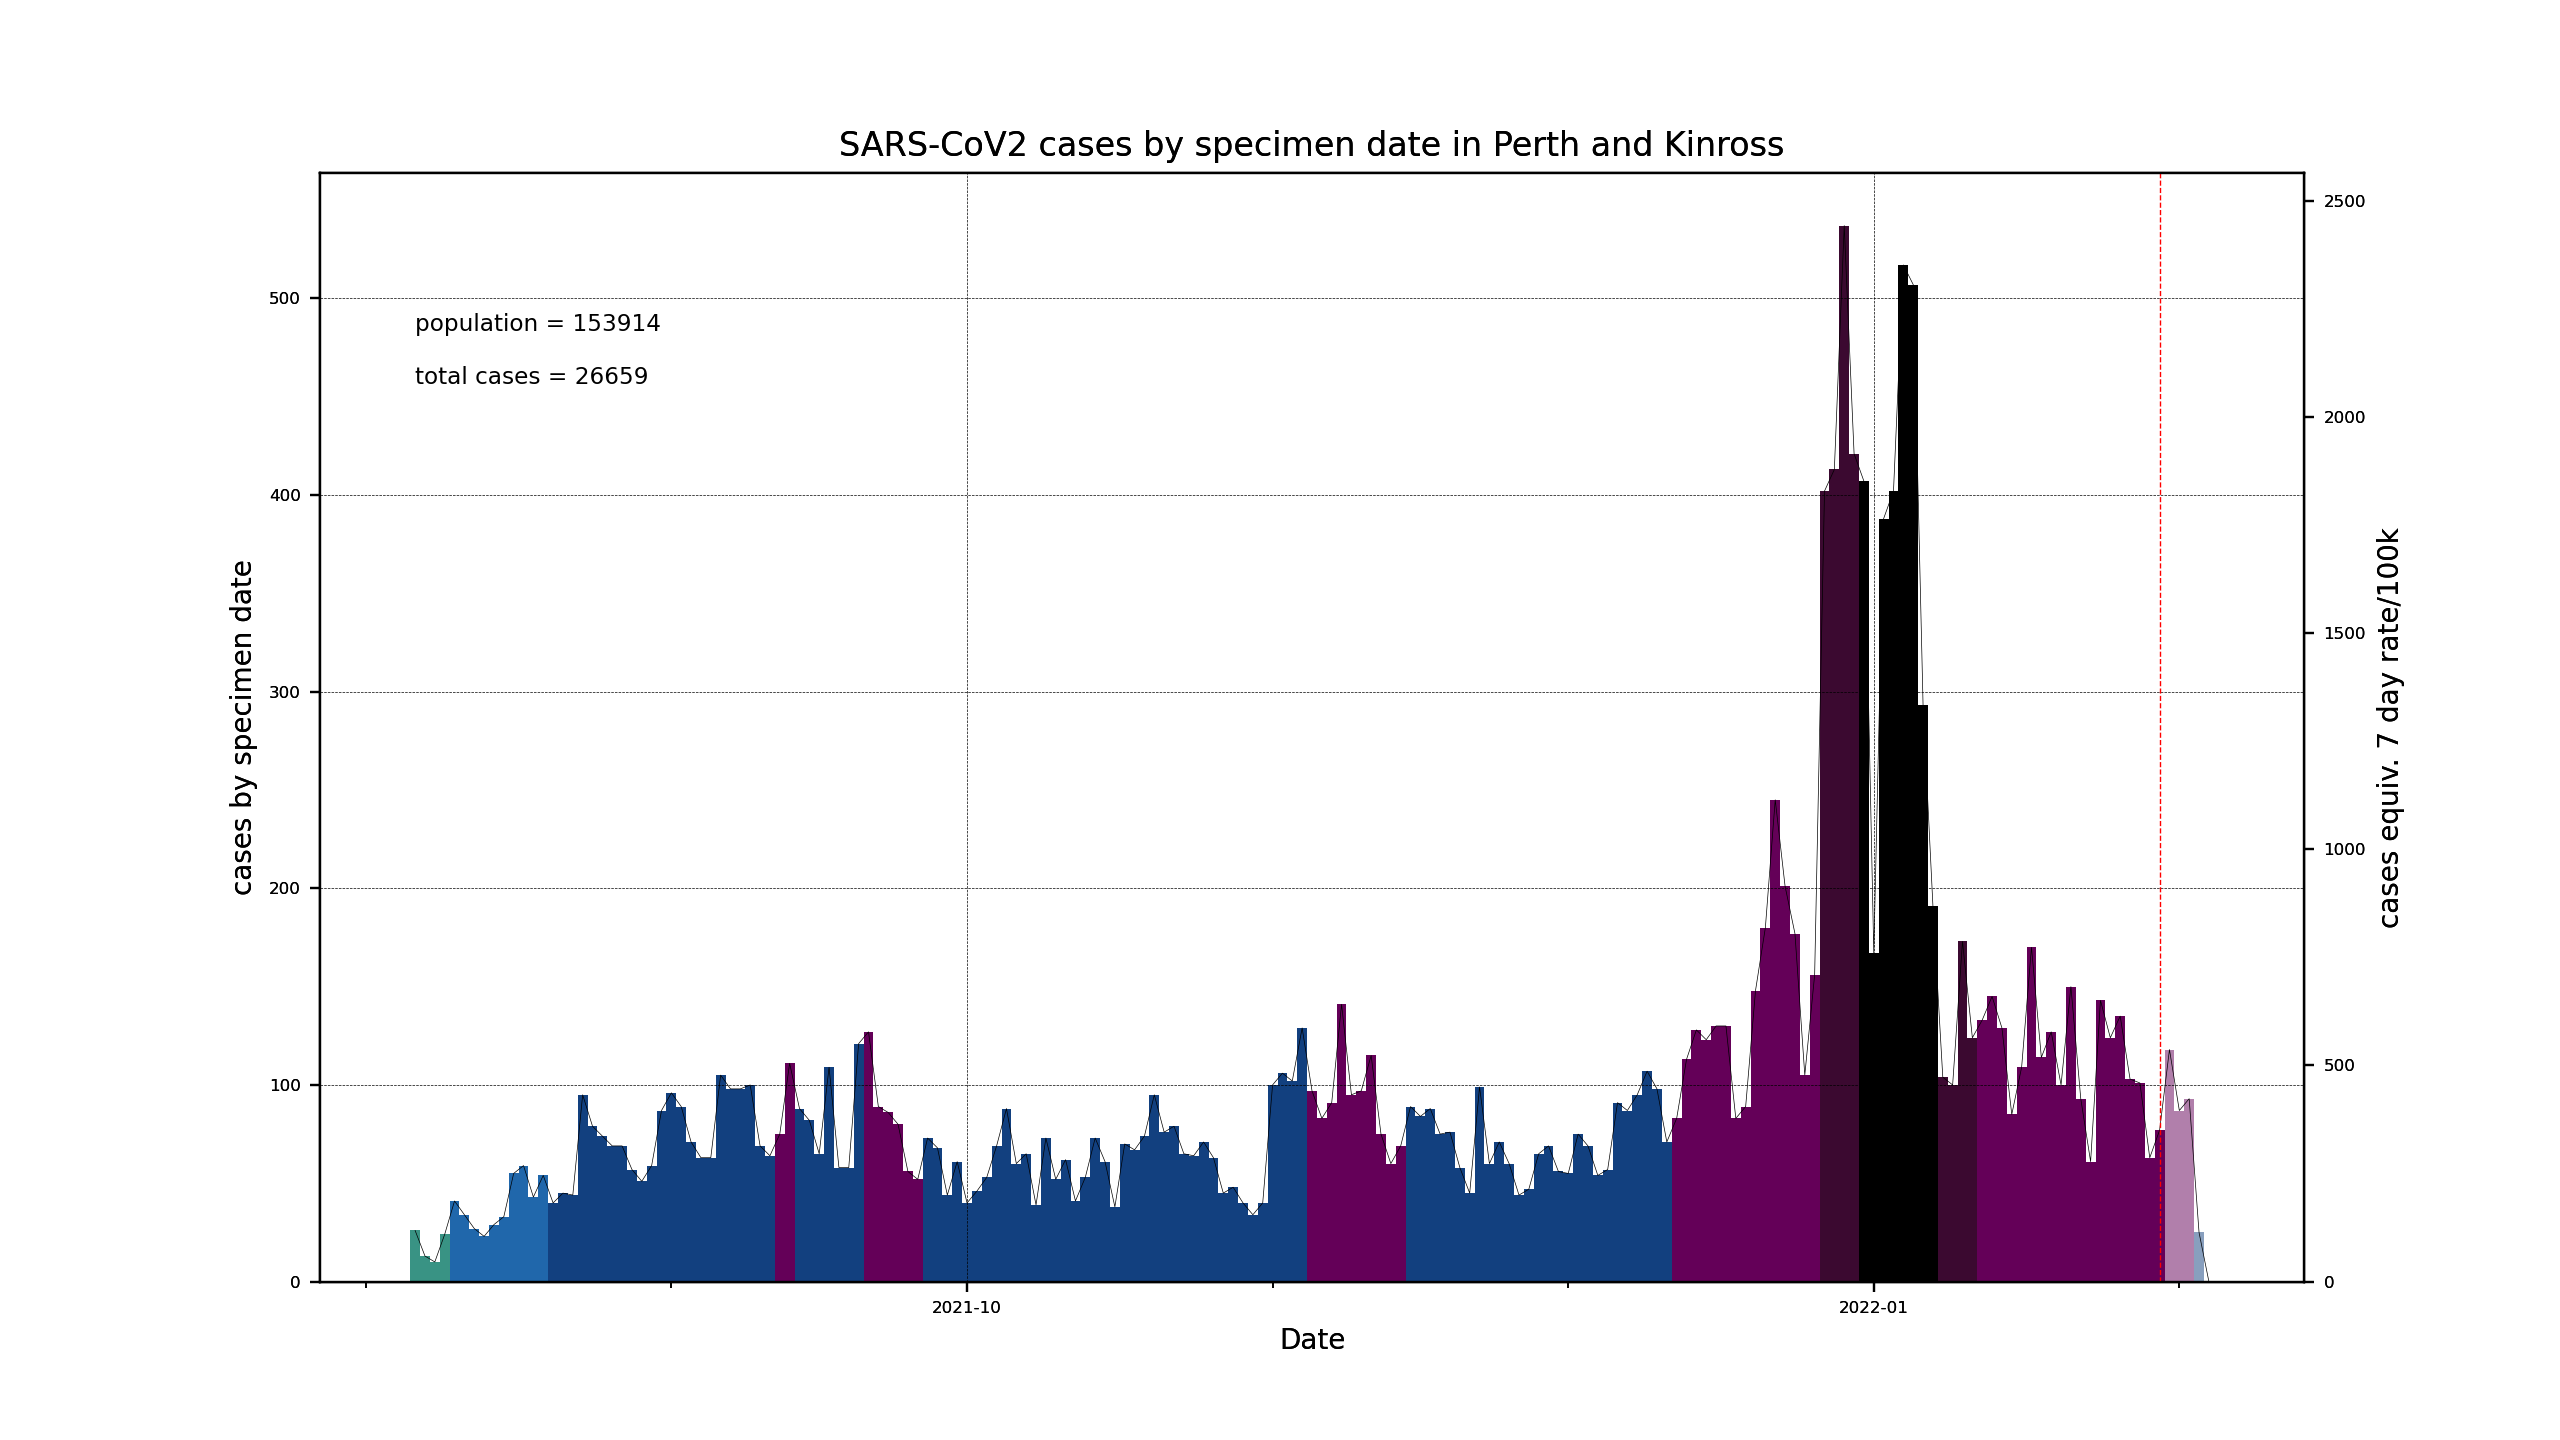 SARS-CoV2 cases by specimen date in Perth and Kinross
population = 153914
total cases = 26659
cases by specimen date
500
400
300
200
100
0
2500
2000
1500
1000
500
0
cases equiv. 7 day rate/100k
2021-10
2022-01
Date